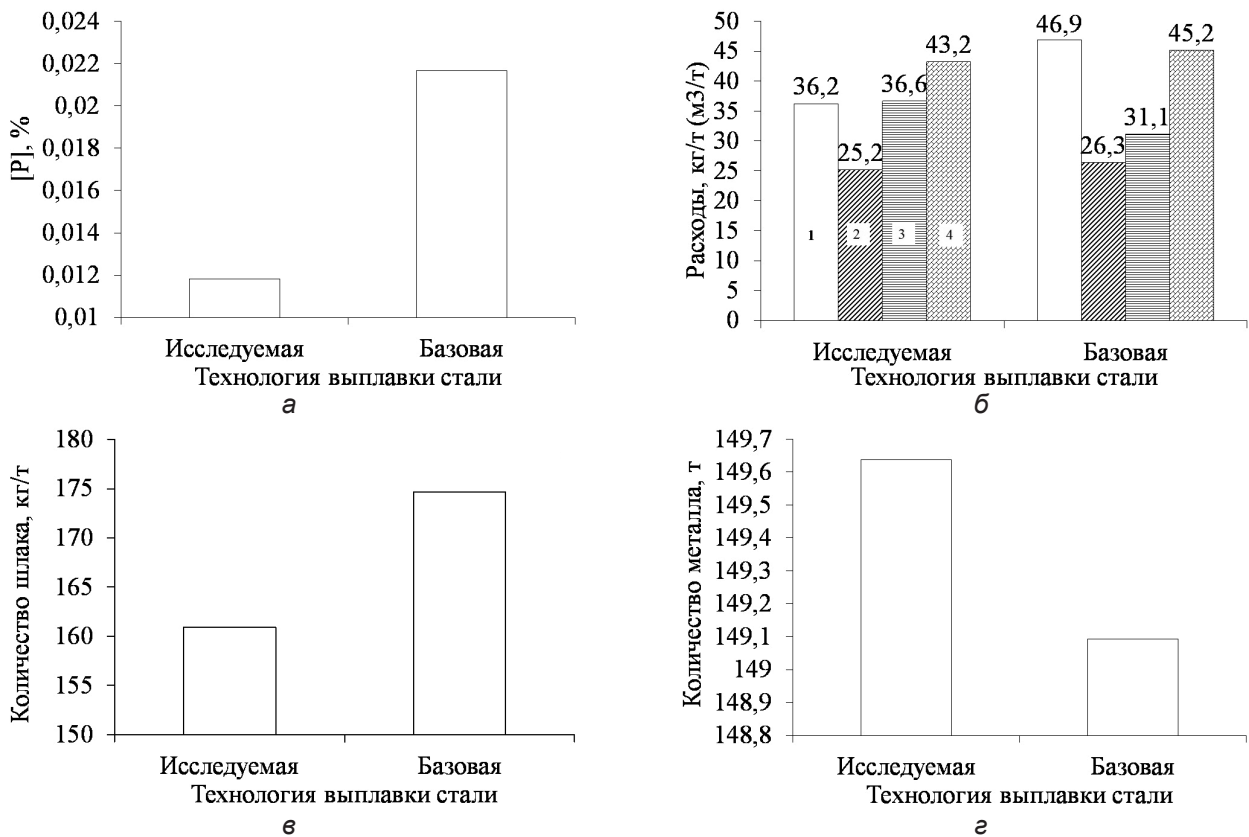 0,024
0,022
0,02
0,018
0,016
0,014
0,012
0,01
[P], %
Исследуемая Базовая
Технология выплавки стали
а
50
45
40
35
30
25
20
15
10
5
0
Расходы, кг/т (м3/т)
36,2 25,2 36,6 43,2 46,9 26,3 31,1 45,2
1 2 3 4
Исследуемая Базовая
Технология выплавки стали
б
180
175
170
165
160
155
150
Количество шлака, кг/т
Исследуемая Базовая
Технология выплавки стали
в
149,7
149,6
149,5
149,4
149,3
149,2
149,1
149
148,9
148,8
Количество металла, т
Исследуемая Базовая
Технология выплавки стали
г